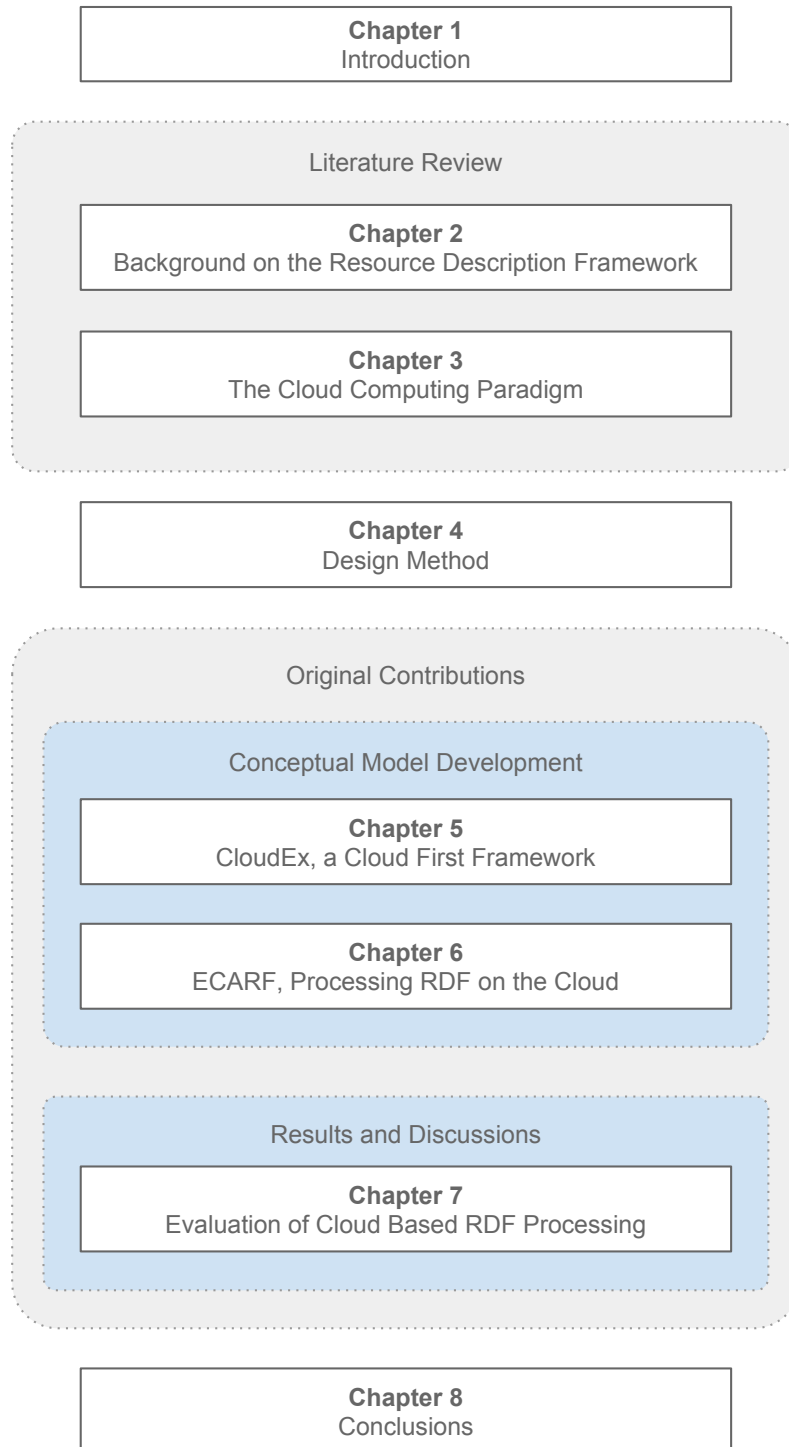 Chapter 1
Introduction
Literature Review
Chapter 2
Background on the Resource Description Framework
Chapter 3
The Cloud Computing Paradigm
Chapter 4
Design Method
Original Contributions
Conceptual Model Development
Chapter 5
CloudEx, a Cloud First Framework
Chapter 6
ECARF, Processing RDF on the Cloud
Results and Discussions
Chapter 7
Evaluation of Cloud Based RDF Processing
Chapter 8
Conclusions